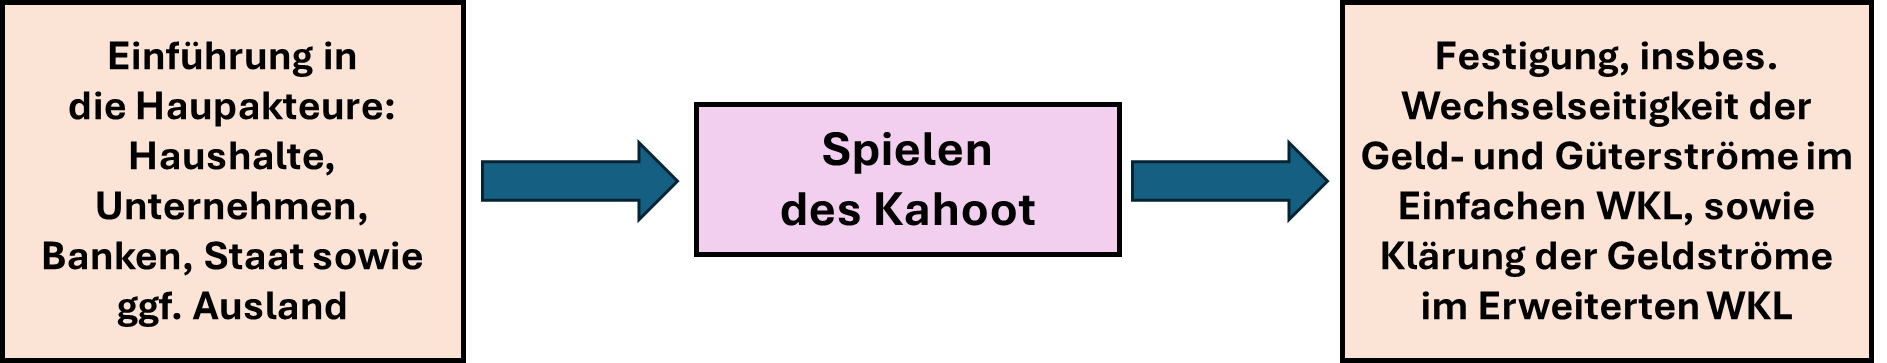 Einführung in
die Haupakteure:
Haushalte,
Unternehmen,
Banken, Staat sowie
ggf. Ausland
Spielen
des Kahoot
Festigung, insbes.
Wechselseitigkeit der
Geld- und Güterströme im
Einfachen WKL, sowie
Klärung der Geldströme
im Erweiterten WKL